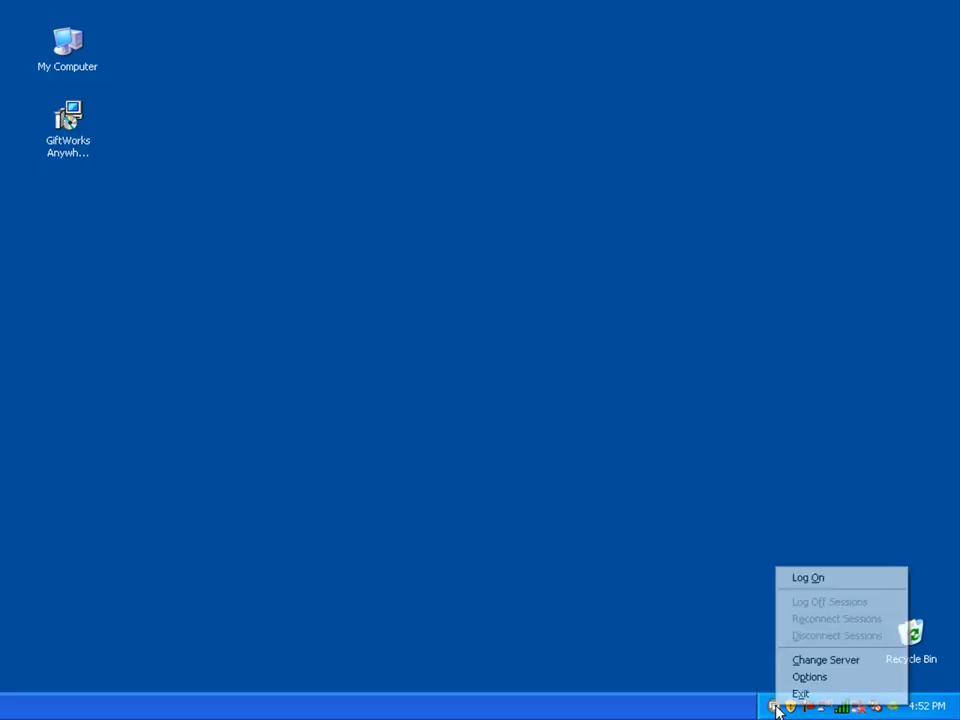 My Computer
GiftWorks
Anywh...
Log On
Log Off Sessions
Reconnect Sessions
Disconnect Sessions
Change Server
Options
Exit
Recycle Bin
4:52 PM